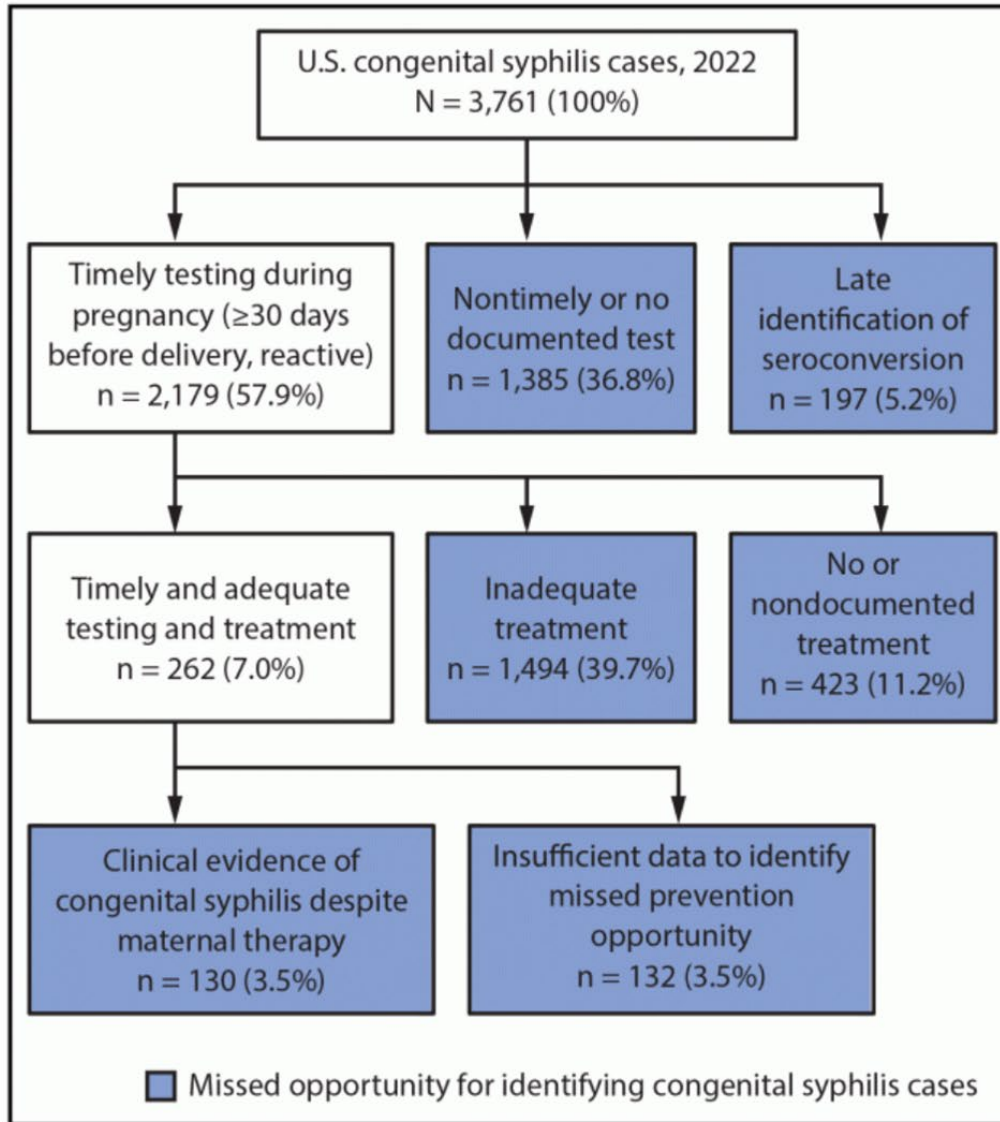 U.S. congenital syphilis cases, 2022
N = 3,761 (100%)
Timely testing during
pregnancy (≥30 days
before delivery, reactive)
n = 2,179 (57.9%)
Nontimely or no
documented test
n = 1,385 (36.8%)
Late
identification of
seroconversion
n = 197 (5.2%)
Timely and adequate
testing and treatment
n = 262 (7.0%)
Inadequate
treatment
n = 1,494 (39.7%)
No or
nondocumented
treatment
n = 423 (11.2%)
Clinical evidence of
congenital syphilis despite
maternal therapy
n = 130 (3.5%)
Insufficient data to identify
missed prevention
opportunity
n = 132 (3.5%)
Missed opportunity for identifying congenital syphilis cases